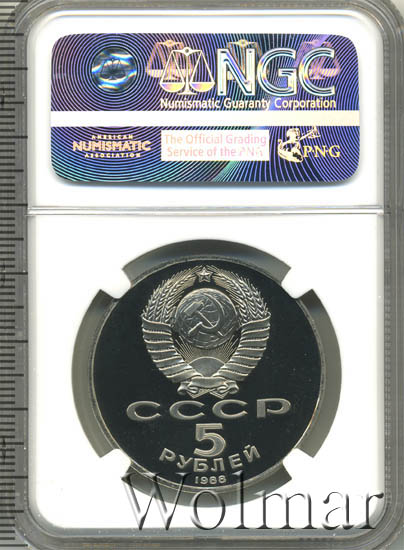 NGC
Numismatic Guaranty Corporation
AMERICAN
NUMISMATIC
ASSOCIATION
The Official Grading
Service of the PNG
PNG
СССР
5
РУБЛЕЙ
1988
Wolmar